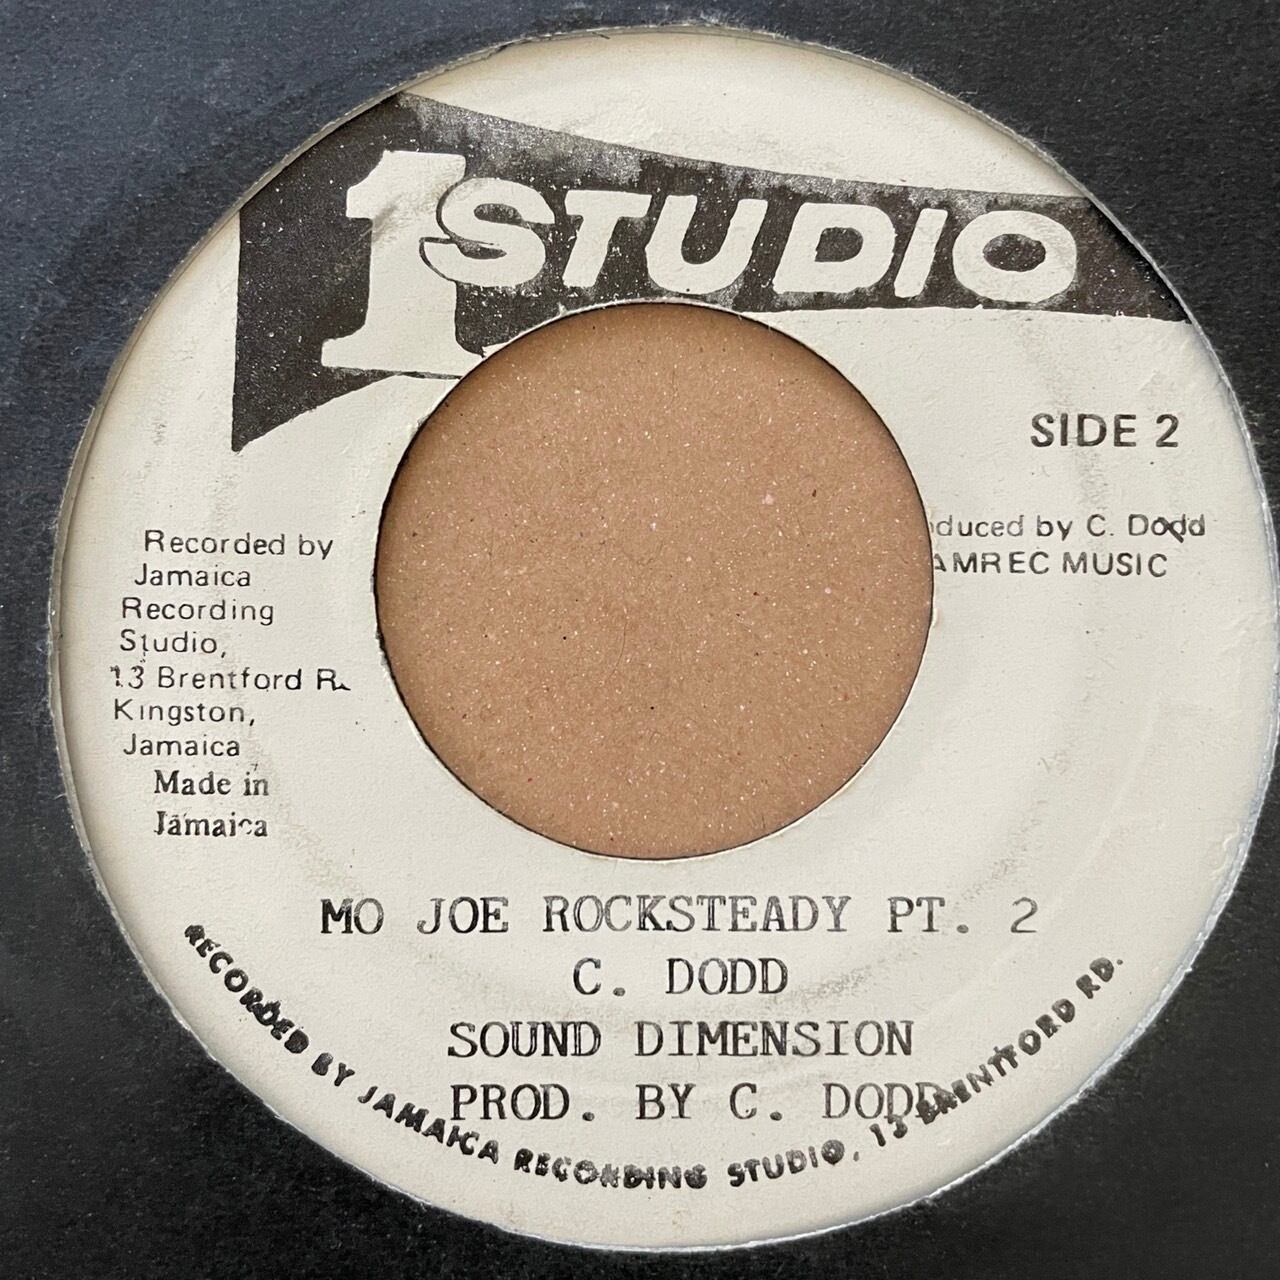 1 STUDIO
SIDE 2
Recorded by
Jamaica
Recording
Studio,
13 Brentford R
Kingston,
Jamaica
Made in
Jamaica
duced by C. Dodd
AMREC MUSIC
MO JOE ROCKSTEADY PT. 2
C. DODD
SOUND DIMENSION
PROD. BY C. DODD
RECORDED BY JAMAICA RECORDING STUDIO, 13 BRENTFORD RD.